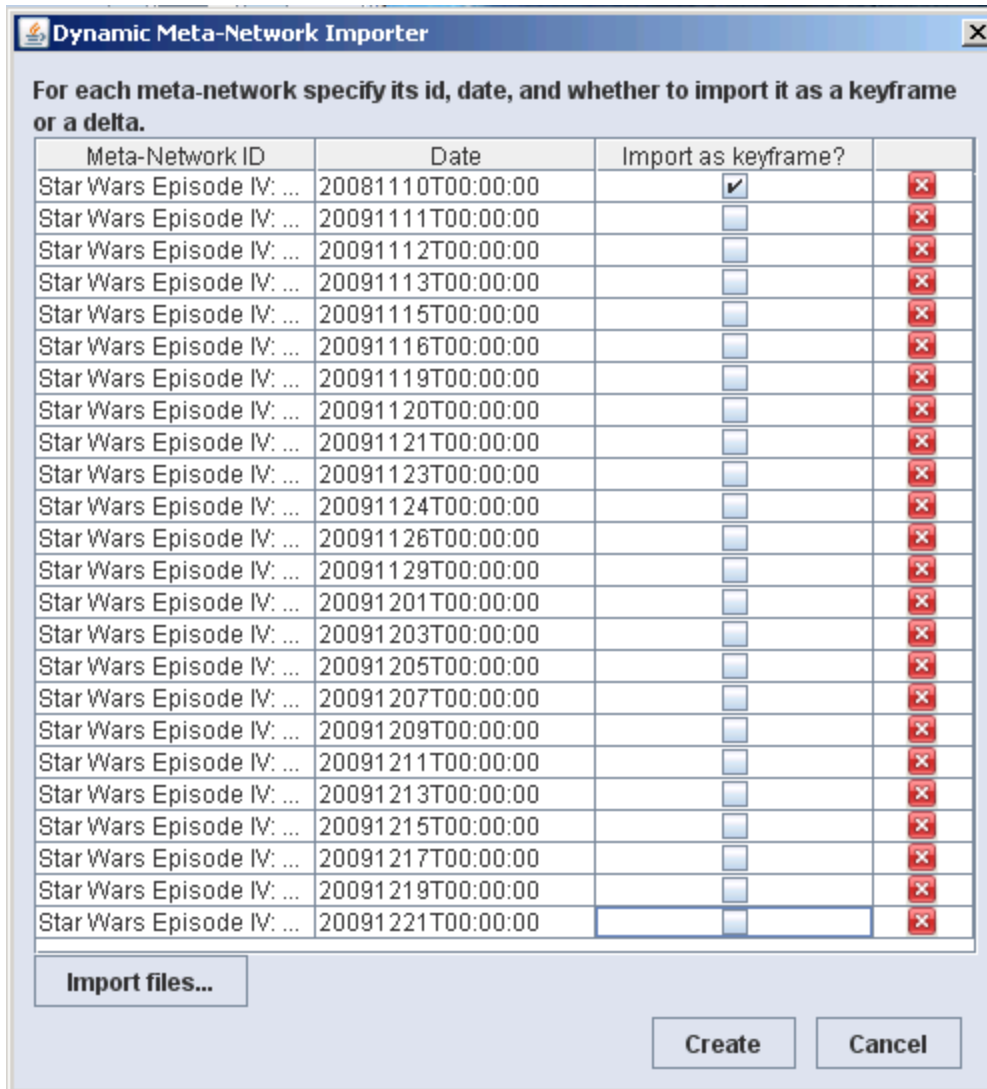 Dynamic Meta-Network Importer
For each meta-network specify its id, date, and whether to import it as a keyframe
or a delta.
Meta-Network ID Date Import as keyframe?
Star Wars Episode IV: ... 20081110T00:00:00
Star Wars Episode IV: ... 20091111T00:00:00
Star Wars Episode IV: ... 20091112T00:00:00
Star Wars Episode IV: ... 20091113T00:00:00
Star Wars Episode IV: ... 20091115T00:00:00
Star Wars Episode IV: ... 20091116T00:00:00
Star Wars Episode IV: ... 20091119T00:00:00
Star Wars Episode IV: ... 20091120T00:00:00
Star Wars Episode IV: ... 20091121T00:00:00
Star Wars Episode IV: ... 20091123T00:00:00
Star Wars Episode IV: ... 20091124T00:00:00
Star Wars Episode IV: ... 20091126T00:00:00
Star Wars Episode IV: ... 20091129T00:00:00
Star Wars Episode IV: ... 20091201T00:00:00
Star Wars Episode IV: ... 20091203T00:00:00
Star Wars Episode IV: ... 20091205T00:00:00
Star Wars Episode IV: ... 20091207T00:00:00
Star Wars Episode IV: ... 20091209T00:00:00
Star Wars Episode IV: ... 20091211T00:00:00
Star Wars Episode IV: ... 20091213T00:00:00
Star Wars Episode IV: ... 20091215T00:00:00
Star Wars Episode IV: ... 20091217T00:00:00
Star Wars Episode IV: ... 20091219T00:00:00
Star Wars Episode IV: ... 20091221T00:00:00
Import files...
Create Cancel